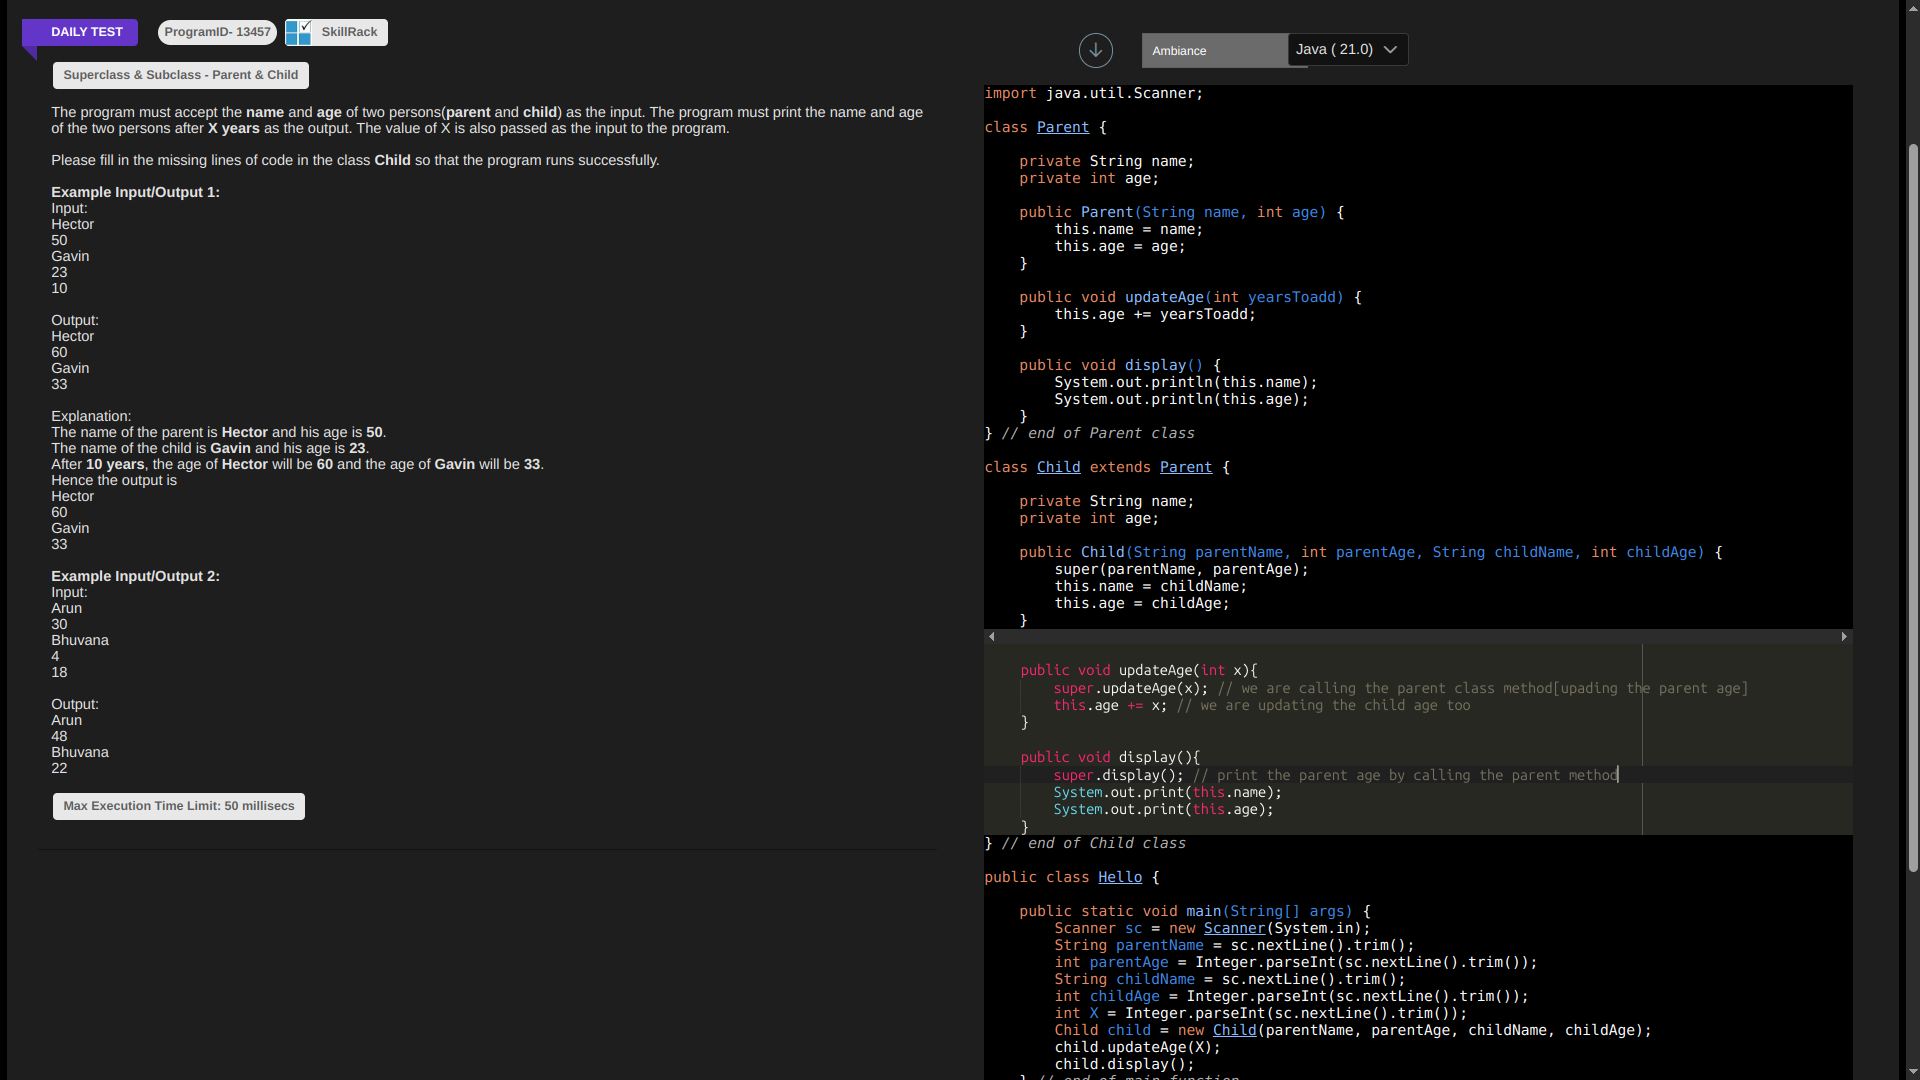 DAILY TEST
ProgramID- 13457
SkillRack
Superclass & Subclass - Parent & Child
The program must accept the name and age of two persons(parent and child) as the input. The program must print the name and age
of the two persons after X years as the output. The value of X is also passed as the input to the program.
Please fill in the missing lines of code in the class Child so that the program runs successfully.
Example Input/Output 1:
Input:
Hector
50
Gavin
23
10
Output:
Hector
60
Gavin
33
Explanation:
The name of the parent is Hector and his age is 50.
The name of the child is Gavin and his age is 23.
After 10 years, the age of Hector will be 60 and the age of Gavin will be 33.
Hence the output is
Hector
60
Gavin
33
Example Input/Output 2:
Input:
Arun
30
Bhuvana
4
18
Output:
Arun
48
Bhuvana
22
Max Execution Time Limit: 50 millisecs
Ambiance
Java ( 21.0)
import java.util.Scanner;
class Parent {
    private String name;
    private int age;
    public Parent(String name, int age) {
        this.name = name;
        this.age = age;
    }
    public void updateAge(int yearsToadd) {
        this.age += yearsToadd;
    }
    public void display() {
        System.out.println(this.name);
        System.out.println(this.age);
    }
} // end of Parent class
class Child extends Parent {
    private String name;
    private int age;
    public Child(String parentName, int parentAge, String childName, int childAge) {
        super(parentName, parentAge);
        this.name = childName;
        this.age = childAge;
    }
    public void updateAge(int x){
        super.updateAge(x); // we are calling the parent class method[upading the parent age]
        this.age += x; // we are updating the child age too
    }
    public void display(){
        super.display(); // print the parent age by calling the parent method
        System.out.print(this.name);
        System.out.print(this.age);
    }
} // end of Child class
public class Hello {
    public static void main(String[] args) {
        Scanner sc = new Scanner(System.in);
        String parentName = sc.nextLine().trim();
        int parentAge = Integer.parseInt(sc.nextLine().trim());
        String childName = sc.nextLine().trim();
        int childAge = Integer.parseInt(sc.nextLine().trim());
        int X = Integer.parseInt(sc.nextLine().trim());
        Child child = new Child(parentName, parentAge, childName, childAge);
        child.updateAge(X);
        child.display();
    } // end of main function